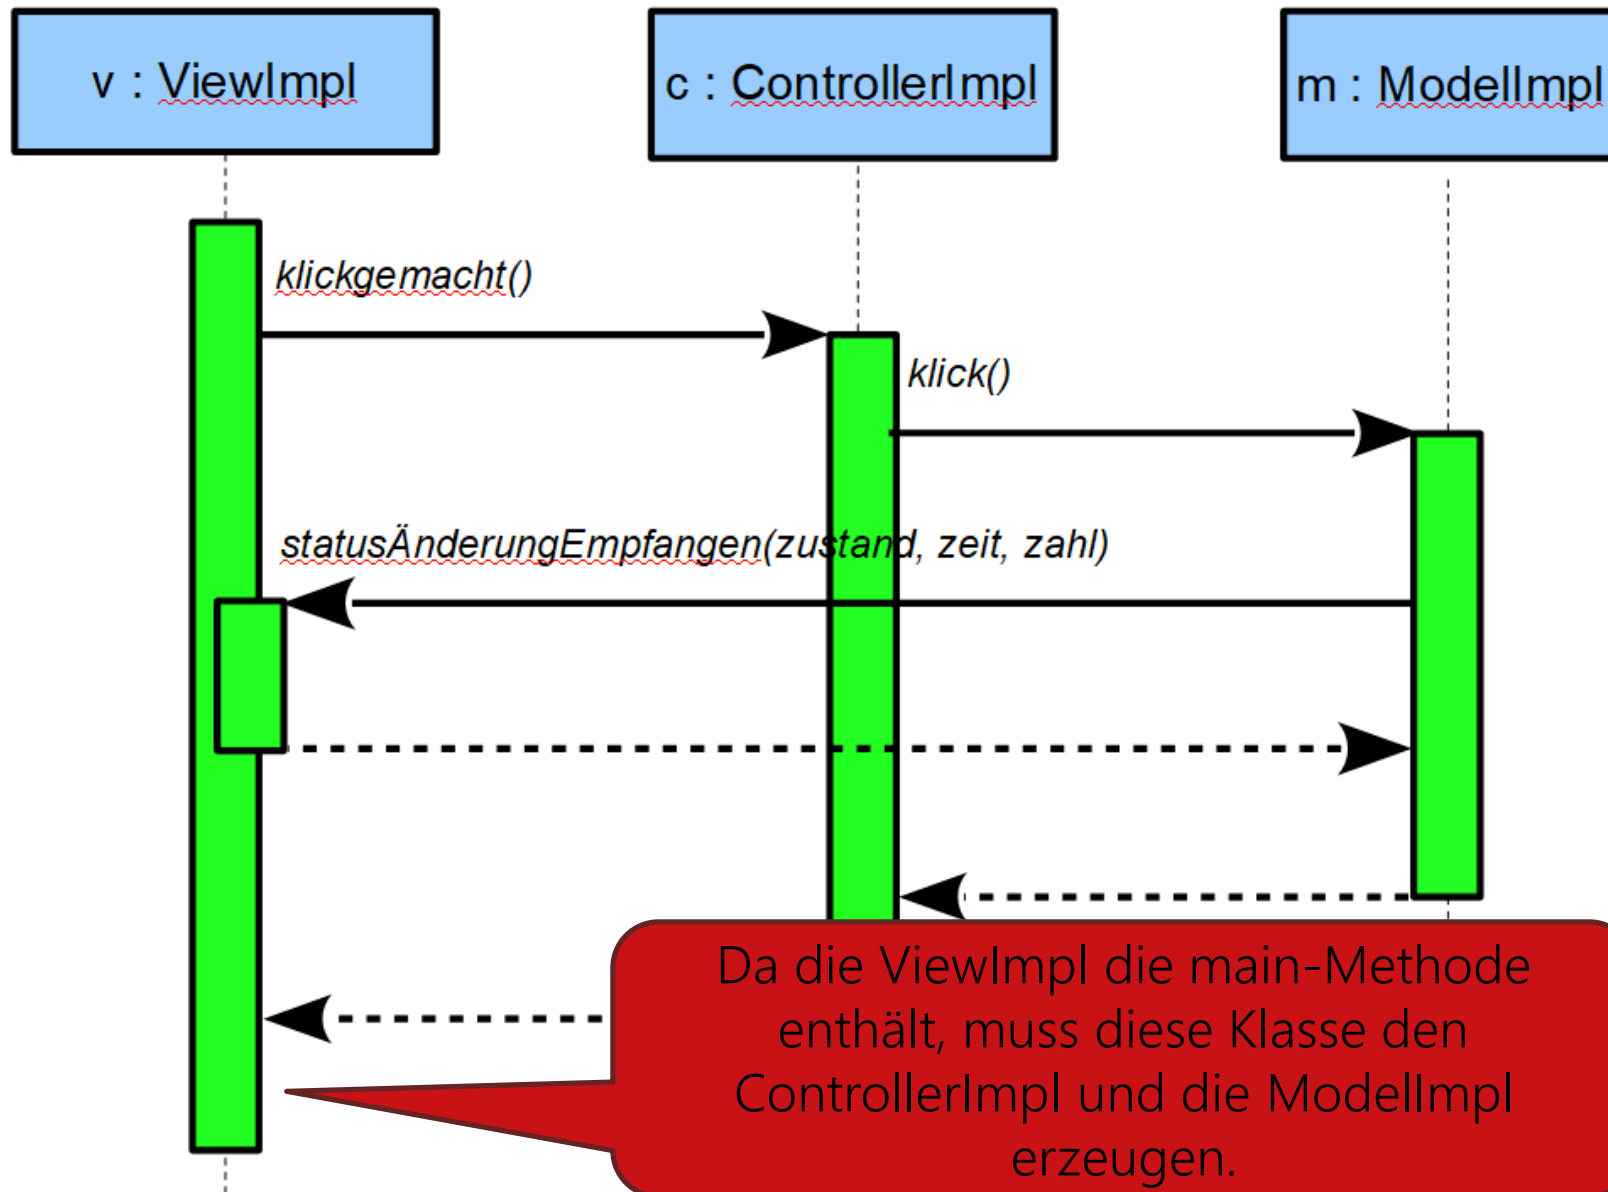 v : ViewImpl
c : ControllerImpl
m : ModelImpl
klickgemacht()
klick()
statusÄnderungEmpfangen(zustand, zeit, zahl)
Da die ViewImpl die main-Methode
enthält, muss diese Klasse den
ControllerImpl und die ModelImpl
erzeugen.